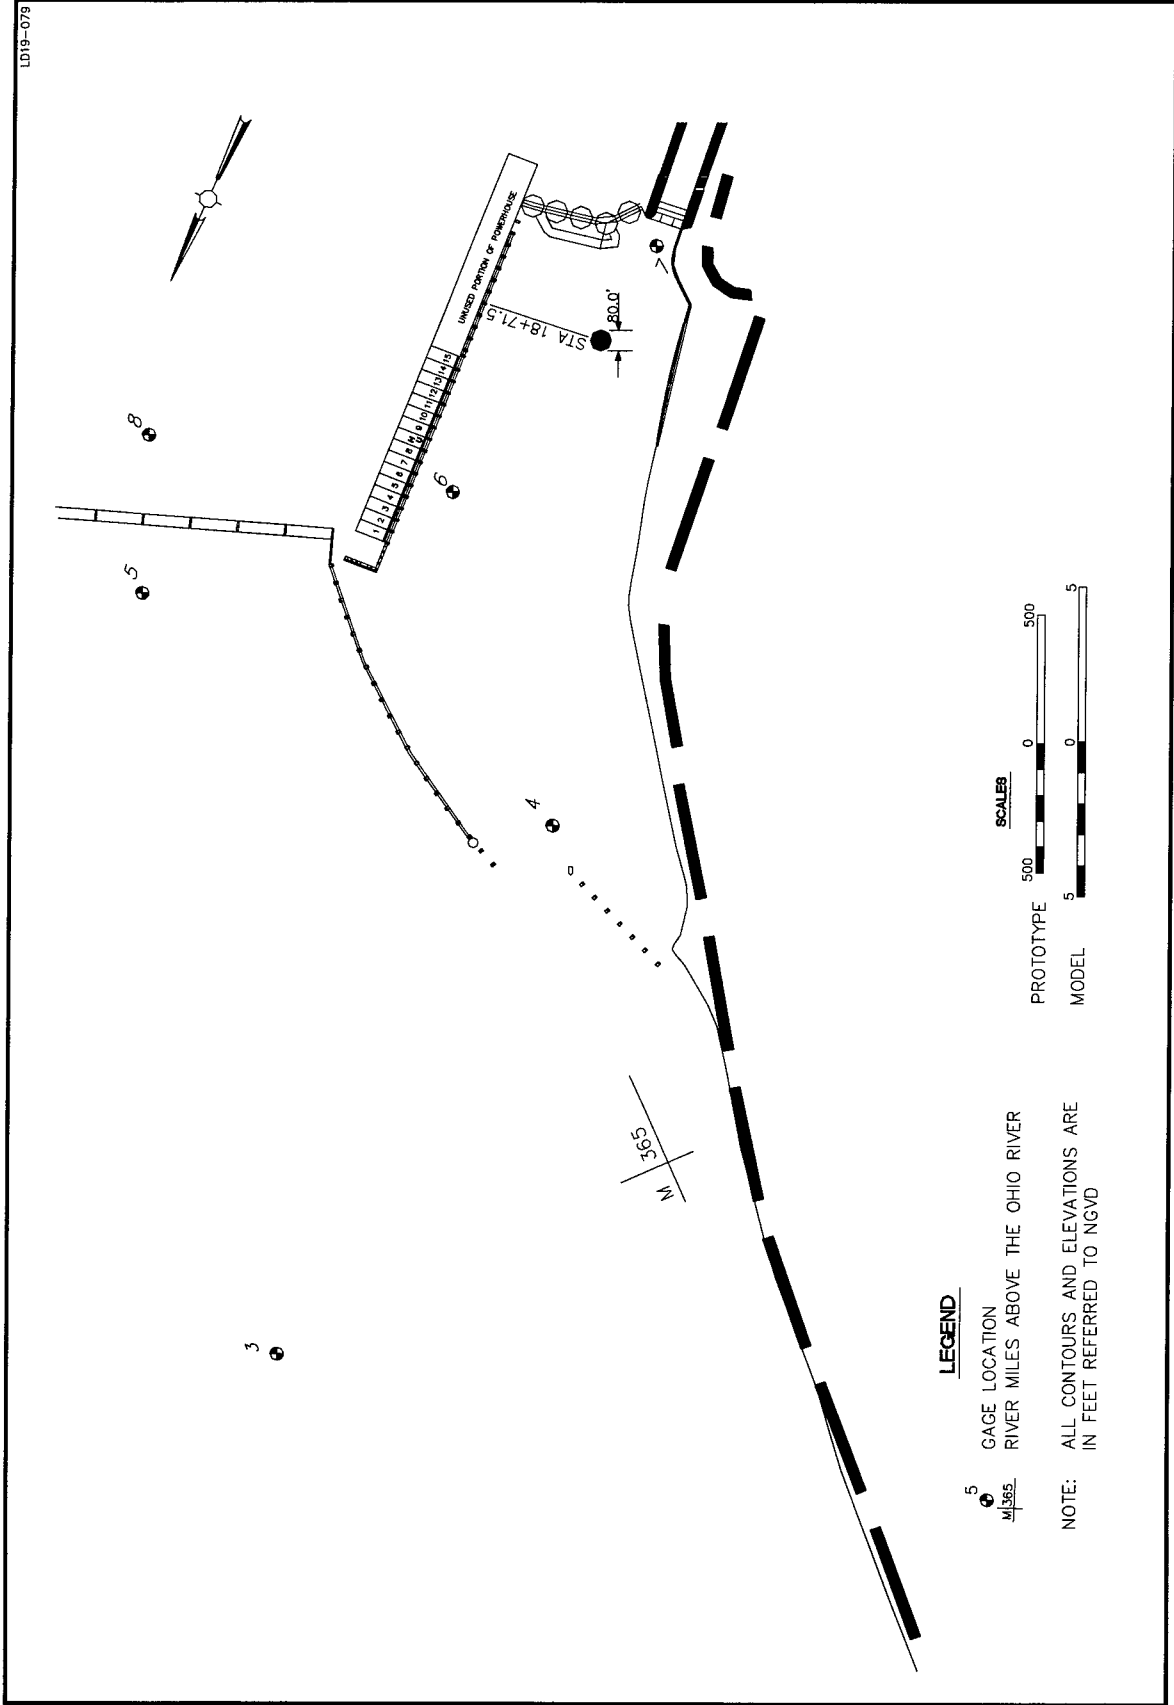 LD19-079
8
5
UNUSED PORTION OF POWERHOUSE
1 2 3 4 5 6 7 8 9 10 11 12 13 14 15
STA 18+71.5
80.0'
7
6
4
3
M 365
LEGEND
5
GAGE LOCATION
M 365
RIVER MILES ABOVE THE OHIO RIVER
NOTE: ALL CONTOURS AND ELEVATIONS ARE
IN FEET REFERRED TO NGVD
SCALES
PROTOTYPE 500 0 500
MODEL 5 0 5